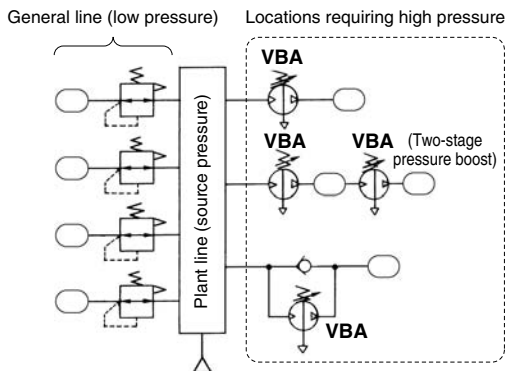 General line (low pressure)
Locations requiring high pressure
VBA
VBA
VBA
(Two-stage
pressure boost)
Plant line (source pressure)
VBA